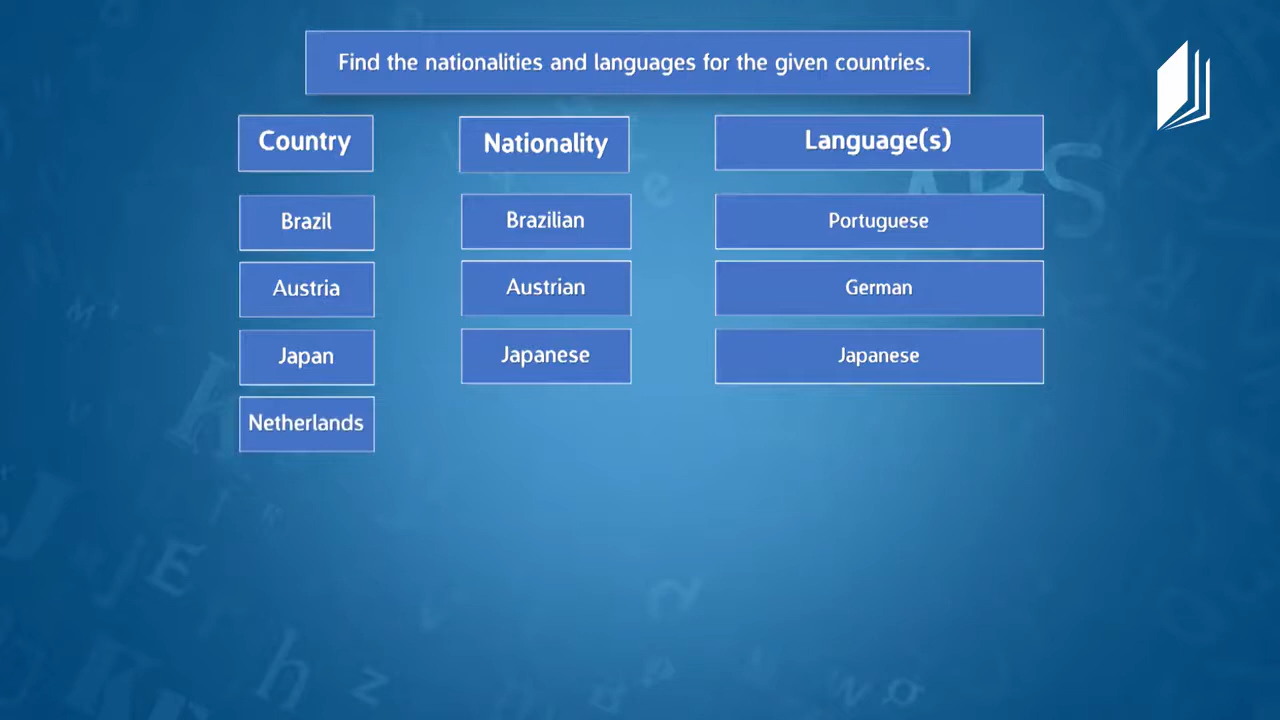 Find the nationalities and languages for the given countries.
Country Nationality Language(s)
Brazil Brazilian Portuguese
Austria Austrian German
Japan Japanese Japanese
Netherlands